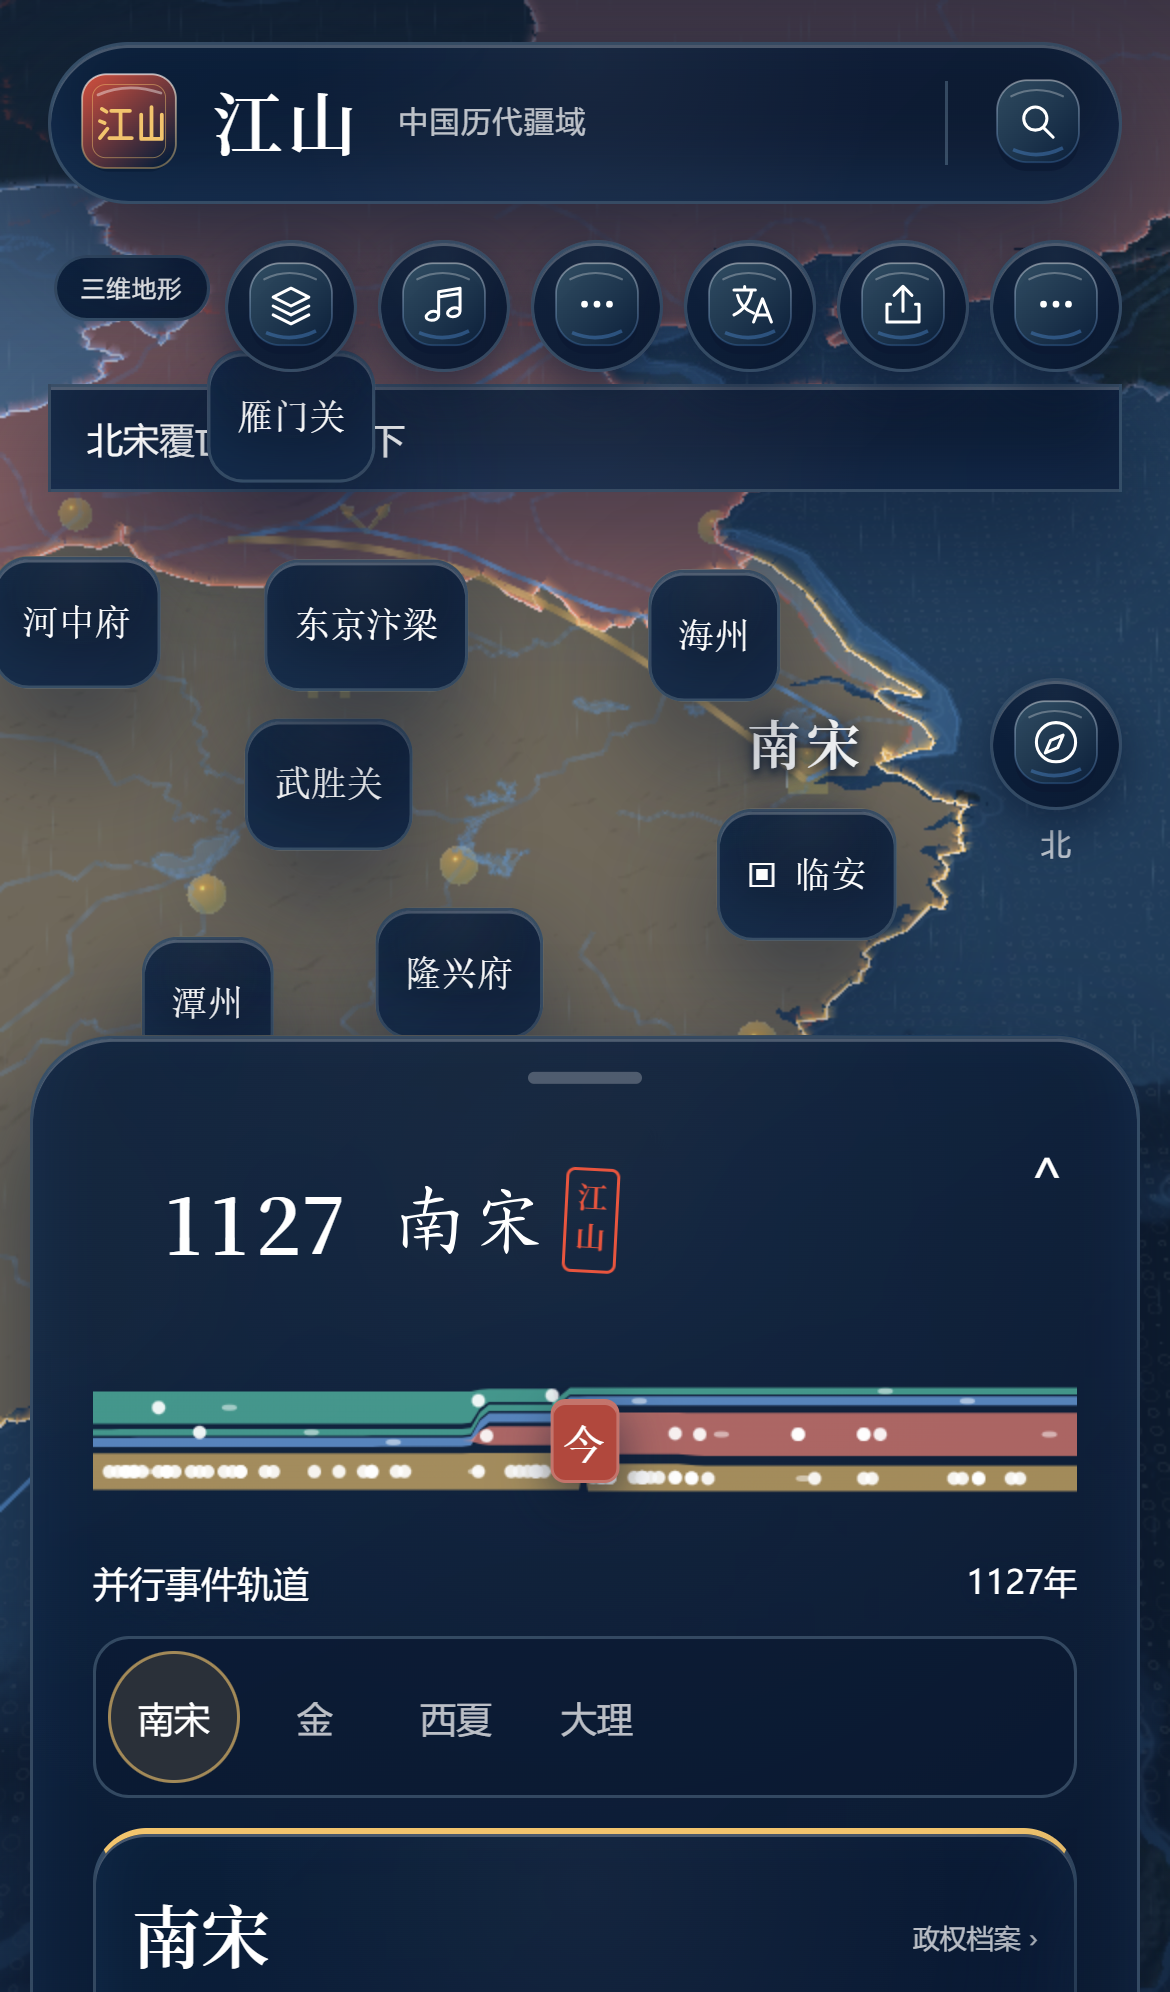 江山 江山 中国历代疆域
三维地形
雁门关
北宋覆
下
河中府 东京汴梁 海州
南宋
武胜关
北
临安
隆兴府
潭州
^
1127 南宋 江山
今
并行事件轨道 1127年
南宋 金 西夏 大理
南宋 政权档案 ›